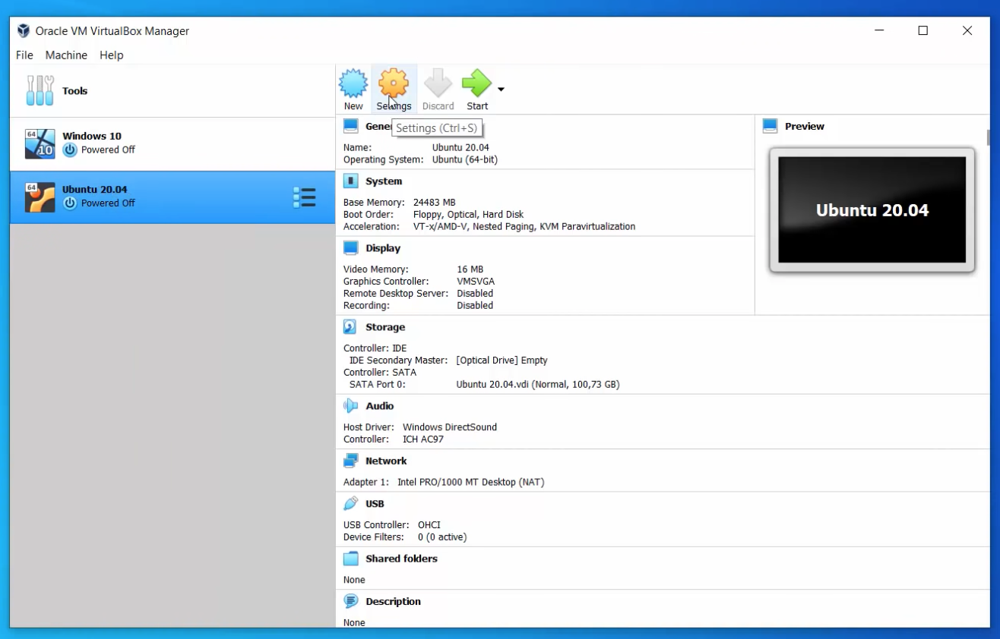 Oracle VM VirtualBox Manager
File Machine Help
Tools
New Settings Discard Start
Settings (Ctrl+S)
64
10
Windows 10
Powered Off
64
Ubuntu 20.04
Powered Off
Name: Ubuntu 20.04
Operating System: Ubuntu (64-bit)
System
Base Memory: 24483 MB
Boot Order: Floppy, Optical, Hard Disk
Acceleration: VT-x/AMD-V, Nested Paging, KVM Paravirtualization
Display
Video Memory: 16 MB
Graphics Controller: VMSVGA
Remote Desktop Server: Disabled
Recording: Disabled
Preview
Ubuntu 20.04
Storage
Controller: IDE
IDE Secondary Master: [Optical Drive] Empty
Controller: SATA
SATA Port 0: Ubuntu 20.04.vdi (Normal, 100,73 GB)
Audio
Host Driver: Windows DirectSound
Controller: ICH AC97
Network
Adapter 1: Intel PRO/1000 MT Desktop (NAT)
USB
USB Controller: OHCI
Device Filters: 0 (0 active)
Shared folders
None
Description
None